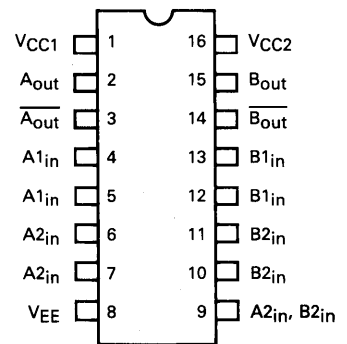 VCC1 1 16 VCC2
Aout 2 15 Bout
Aout 3 14 Bout
A1in 4 13 B1in
A1in 5 12 B1in
A2in 6 11 B2in
A2in 7 10 B2in
VEE 8 9 A2in, B2in